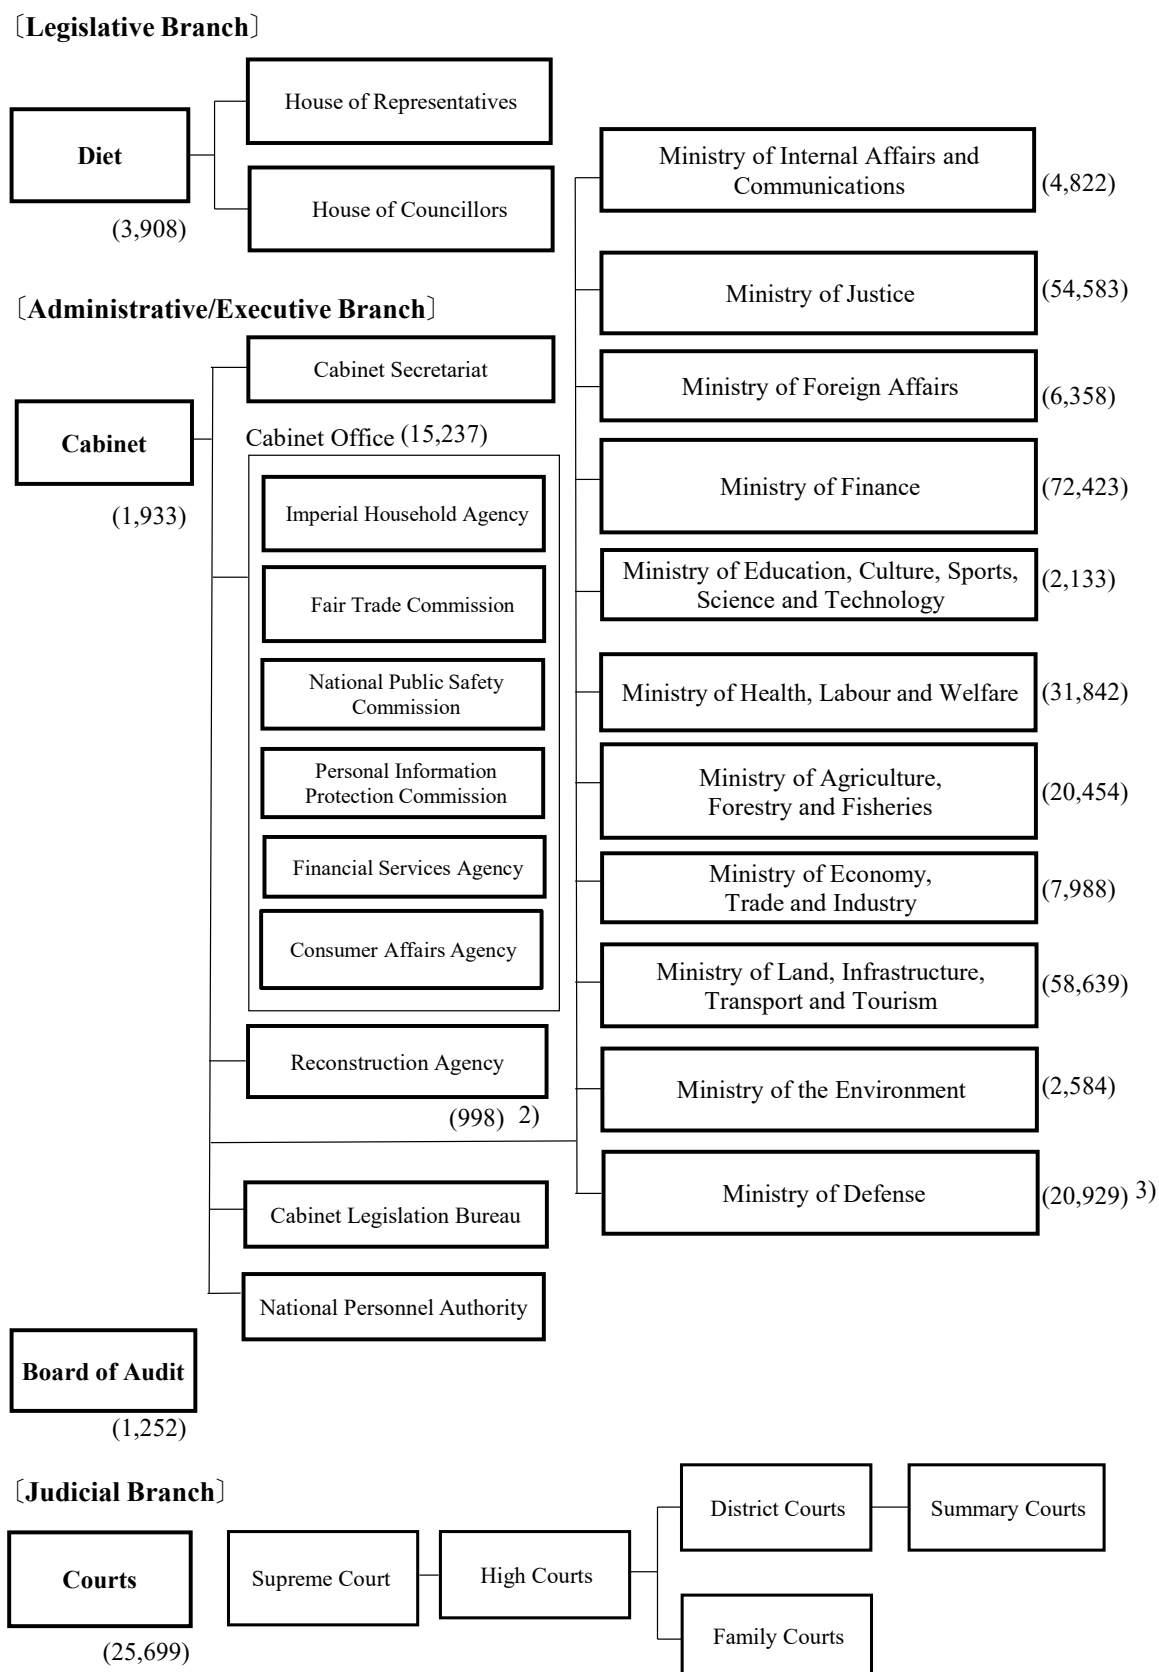 〔Legislative Branch〕
Diet
(3,908)
House of Representatives
House of Councillors
〔Administrative/Executive Branch〕
Cabinet
(1,933)
Cabinet Secretariat
Cabinet Office (15,237)
Imperial Household Agency
Fair Trade Commission
National Public Safety
Commission
Personal Information
Protection Commission
Financial Services Agency
Consumer Affairs Agency
Reconstruction Agency
(998) 2)
Cabinet Legislation Bureau
National Personnel Authority
Ministry of Internal Affairs and
Communications
(4,822)
Ministry of Justice
(54,583)
Ministry of Foreign Affairs
(6,358)
Ministry of Finance
(72,423)
Ministry of Education, Culture, Sports,
Science and Technology
(2,133)
Ministry of Health, Labour and Welfare
(31,842)
Ministry of Agriculture,
Forestry and Fisheries
(20,454)
Ministry of Economy,
Trade and Industry
(7,988)
Ministry of Land, Infrastructure,
Transport and Tourism
(58,639)
Ministry of the Environment
(2,584)
Ministry of Defense
(20,929) 3)
Board of Audit
(1,252)
〔Judicial Branch〕
Courts
(25,699)
Supreme Court
High Courts
District Courts
Summary Courts
Family Courts